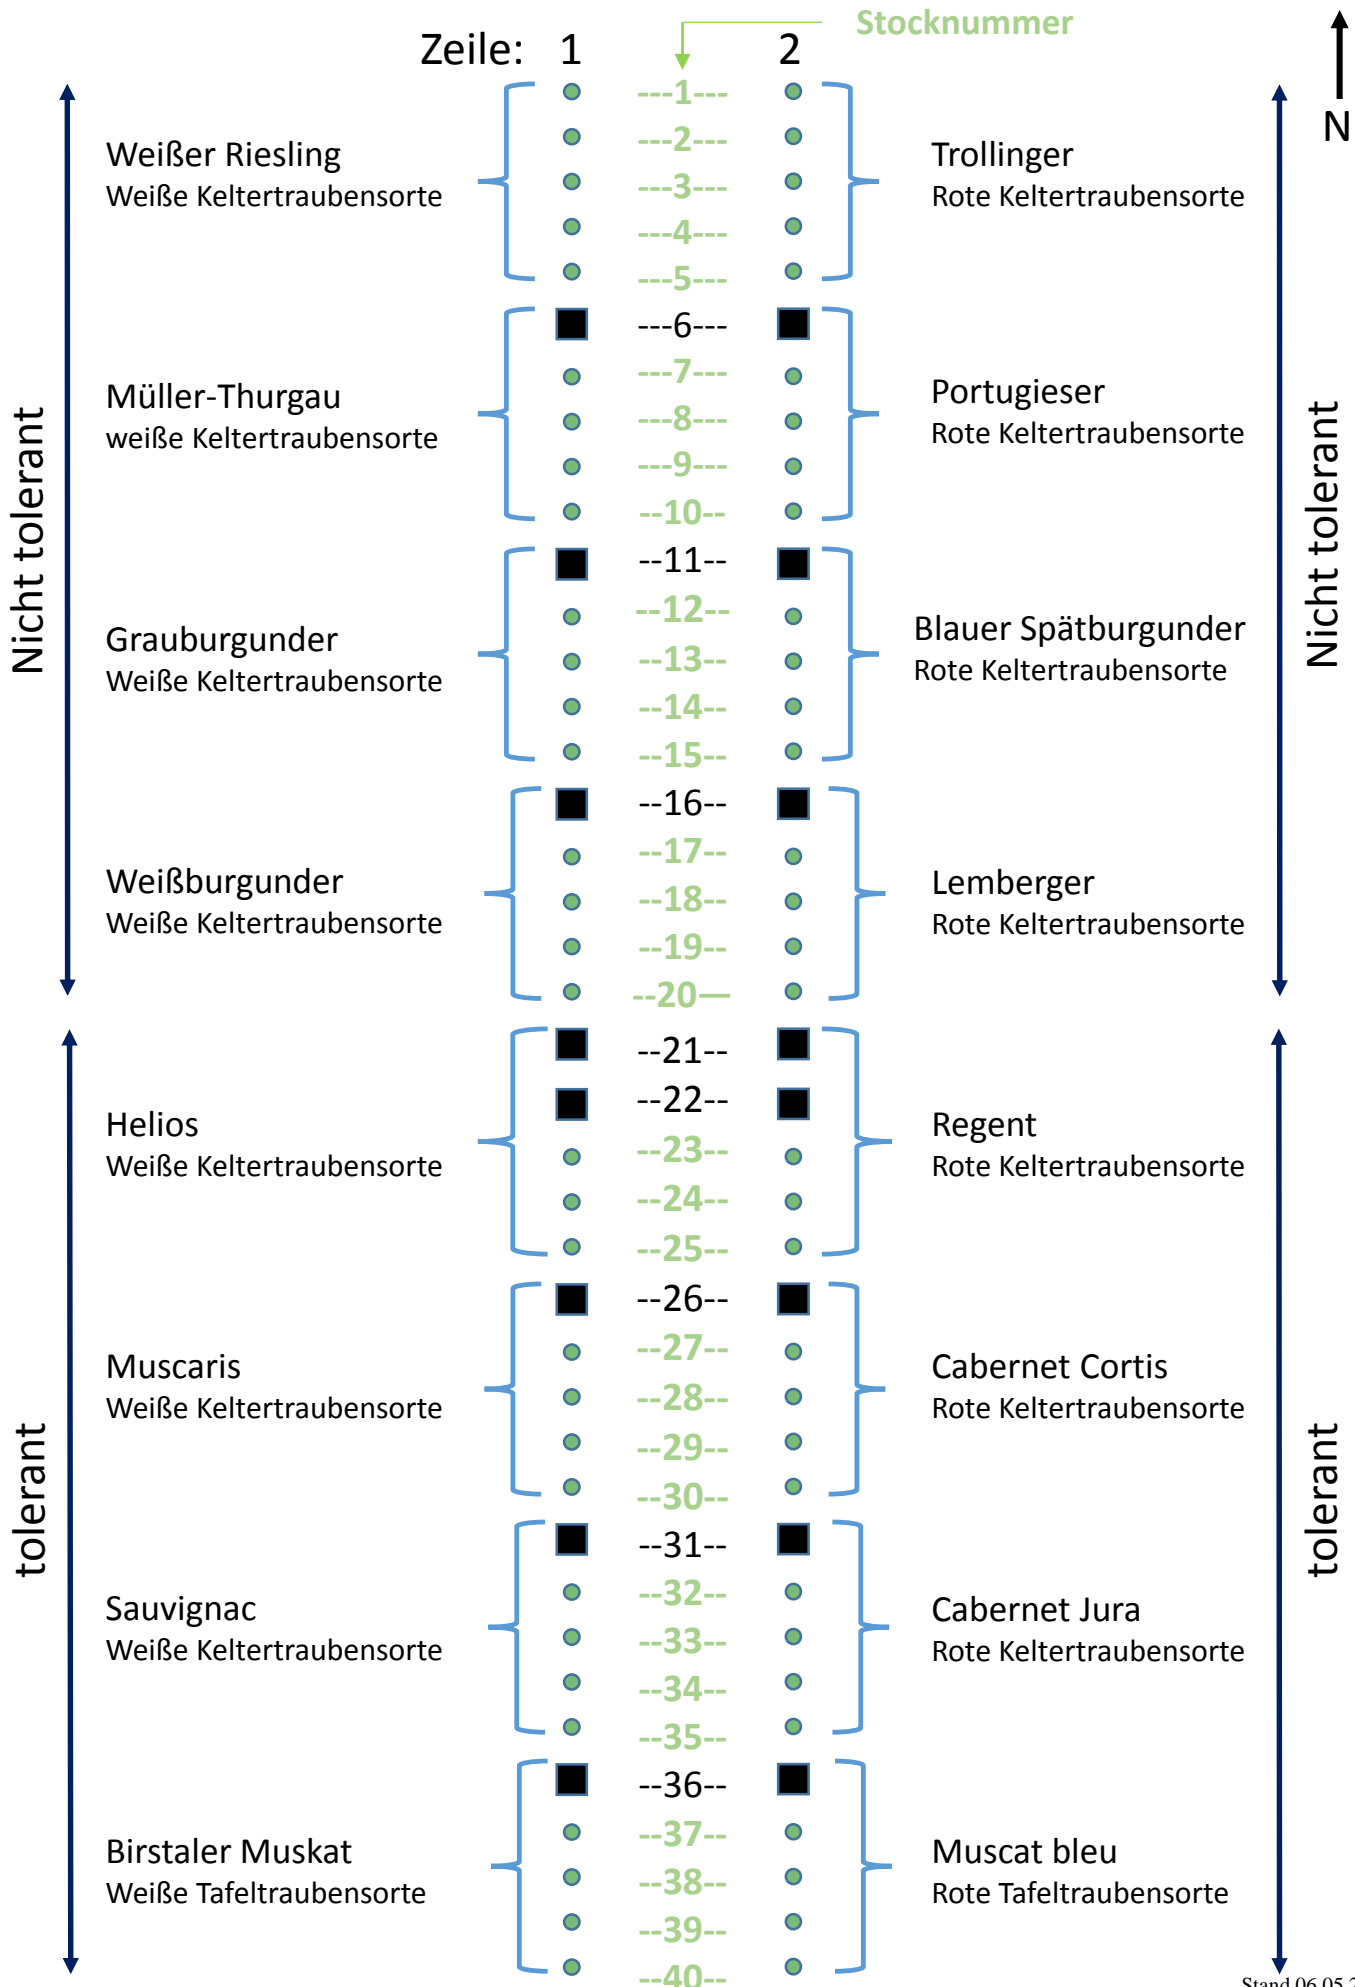 Stocknummer
Zeile: 1 2
N
---1---
---2---
Weißer Riesling
Weiße Keltertraubensorte
Trollinger
Rote Keltertraubensorte
---3---
---4---
---5---
---6---
---7---
Müller-Thurgau
weiße Keltertraubensorte
Portugieser
Rote Keltertraubensorte
---8---
---9---
--10--
Nicht tolerant
Nicht tolerant
--11--
--12--
Grauburgunder
Weiße Keltertraubensorte
Blauer Spätburgunder
Rote Keltertraubensorte
--13--
--14--
--15--
--16--
--17--
Weißburgunder
Weiße Keltertraubensorte
Lemberger
Rote Keltertraubensorte
--18--
--19--
--20—
--21--
--22--
Helios
Weiße Keltertraubensorte
Regent
Rote Keltertraubensorte
--23--
--24--
--25--
--26--
--27--
Muscaris
Weiße Keltertraubensorte
Cabernet Cortis
Rote Keltertraubensorte
--28--
--29--
--30--
tolerant
tolerant
--31--
--32--
Sauvignac
Weiße Keltertraubensorte
Cabernet Jura
Rote Keltertraubensorte
--33--
--34--
--35--
--36--
--37--
Birstaler Muskat
Weiße Tafeltraubensorte
Muscat bleu
Rote Tafeltraubensorte
--38--
--39--
--40--
Stand 06.05.2